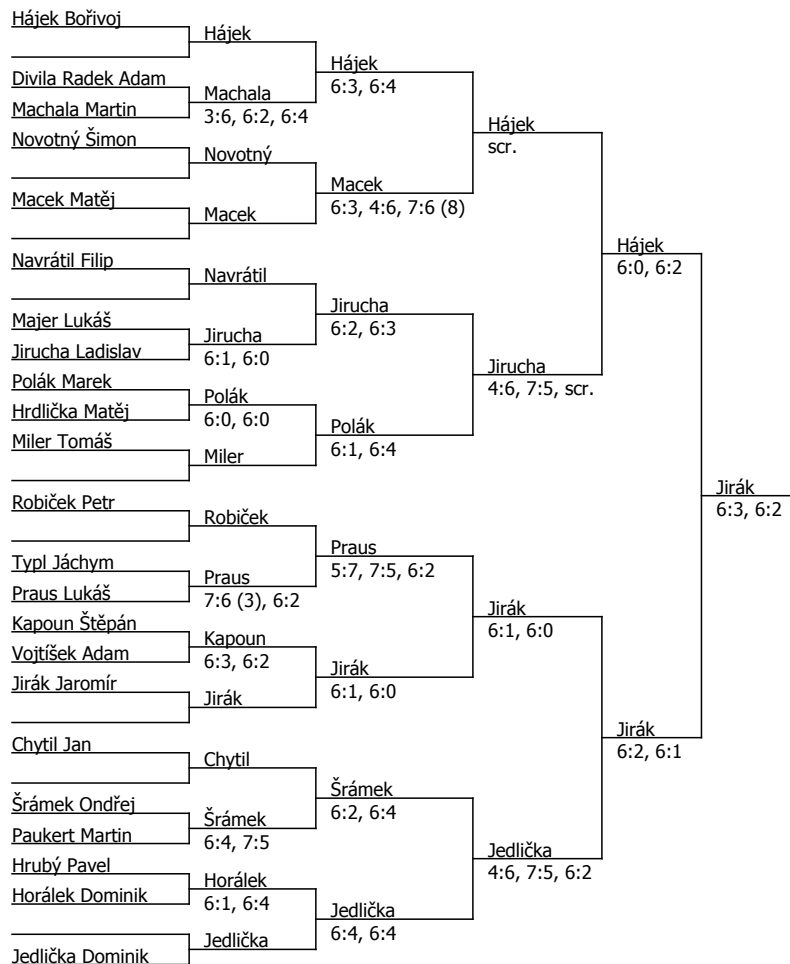 Hájek Bořivoj
Divila Radek Adam
Machala Martin
Novotný Šimon
Macek Matěj
Navrátil Filip
Majer Lukáš
Jirucha Ladislav
Polák Marek
Hrdlička Matěj
Miler Tomáš
Robiček Petr
Typl Jáchym
Praus Lukáš
Kapoun Štěpán
Vojtíšek Adam
Jirák Jaromír
Chytil Jan
Šrámek Ondřej
Paukert Martin
Hrubý Pavel
Horálek Dominik
Jedlička Dominik
Hájek
Machala
3:6, 6:2, 6:4
Novotný
Macek
Navrátil
Jirucha
6:1, 6:0
Polák
6:0, 6:0
Miler
Robiček
Praus
7:6 (3), 6:2
Kapoun
6:3, 6:2
Jirák
Chytil
Šrámek
6:4, 7:5
Horálek
6:1, 6:4
Jedlička
Hájek
6:3, 6:4
Macek
6:3, 4:6, 7:6 (8)
Jirucha
6:2, 6:3
Polák
6:1, 6:4
Praus
5:7, 7:5, 6:2
Jirák
6:1, 6:0
Šrámek
6:2, 6:4
Jedlička
6:4, 6:4
Hájek
scr.
Jirucha
4:6, 7:5, scr.
Jirák
6:1, 6:0
Jedlička
4:6, 7:5, 6:2
Hájek
6:0, 6:2
Jirák
6:2, 6:1
Jirák
6:3, 6:2